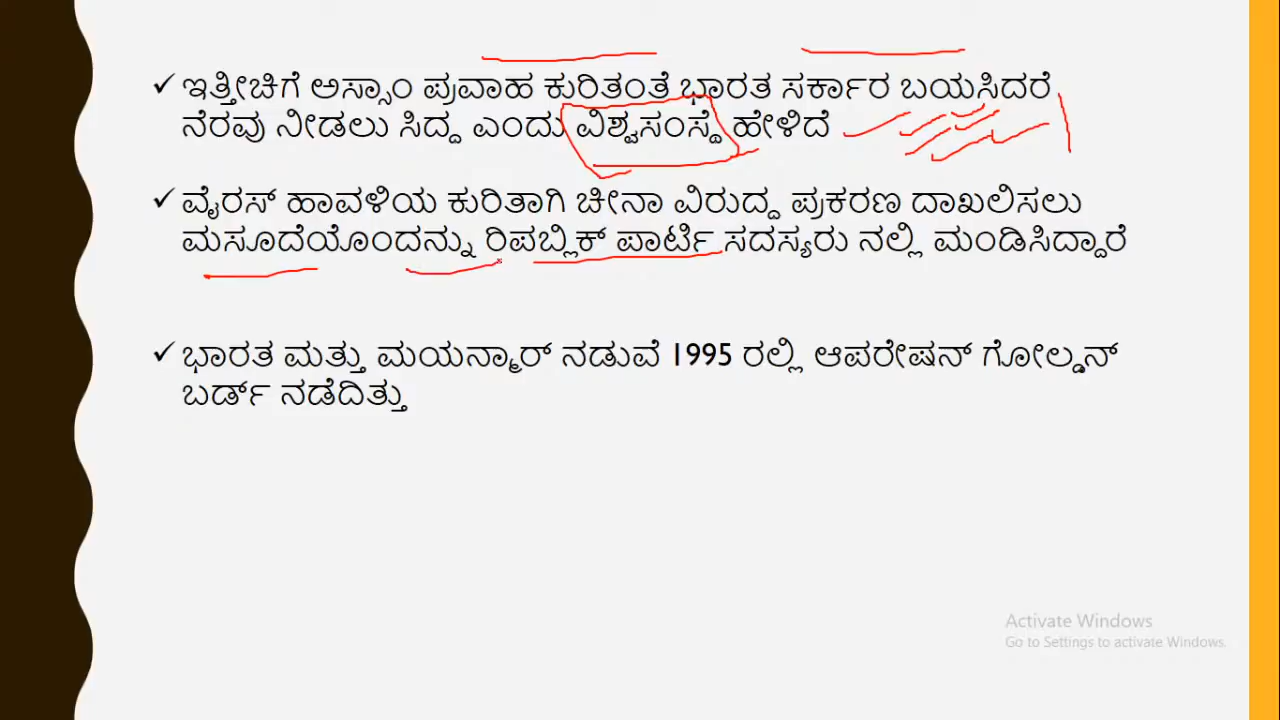 ಇತ್ತೀಚಿಗೆ ಅಸ್ಸಾಂ ಪ್ರವಾಹ ಕುರಿತಂತೆ ಭಾರತ ಸರ್ಕಾರ ಬಯಸಿದರೆ
ನೆರವು ನೀಡಲು ಸಿದ್ದ ಎಂದು ವಿಶ್ವಸಂಸ್ಥೆ ಹೇಳಿದೆ
ವೈರಸ್ ಹಾವಳಿಯ ಕುರಿತಾಗಿ ಚೀನಾ ವಿರುದ್ದ ಪ್ರಕರಣ ದಾಖಲಿಸಲು
ಮಸೂದೆಯೊಂದನ್ನು ರಿಪಬ್ಲಿಕ್ ಪಾರ್ಟಿ ಸದಸ್ಯರು ನಲ್ಲಿ ಮಂಡಿಸಿದ್ದಾರೆ
ಭಾರತ ಮತ್ತು ಮಯನ್ಮಾರ್ ನಡುವೆ 1995 ರಲ್ಲಿ ಆಪರೇಷನ್ ಗೋಲ್ಡನ್
ಬರ್ಡ್ ನಡೆದಿತ್ತು
Activate Windows
Go to Settings to activate Windows.